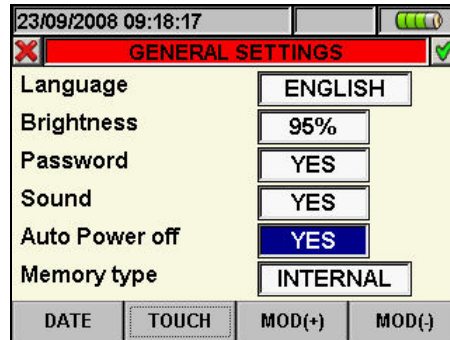 23/09/2008 09:18:17
GENERAL SETTINGS
Language ENGLISH
Brightness 95%
Password YES
Sound YES
Auto Power off YES
Memory type INTERNAL
DATE TOUCH MOD(+) MOD(-)